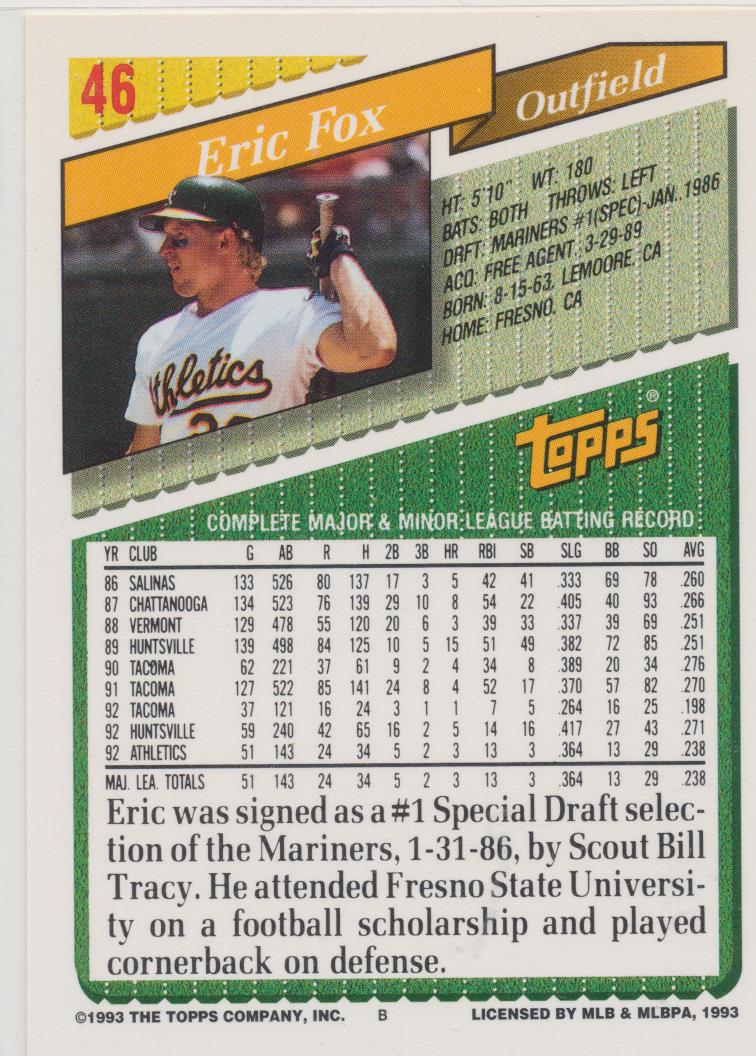 46
Eric Fox
Outfield
HT: 5'10" WT: 180
BATS: BOTH THROWS: LEFT
DRFT: MARINERS #1(SPEC)-JAN..1986
ACQ. FREE AGENT, 3-29-89
BORN: 8-15-63, LEMOORE, CA
HOME: FRESNO, CA
Athletics
Topps®
COMPLETE MAJOR & MINOR LEAGUE BATTING RECORD
YR CLUB G AB R H 2B 3B HR RBI SB SLG BB SO AVG
86 SALINAS 133 526 80 137 17 3 5 42 41 .333 69 78 .260
87 CHATTANOOGA 134 523 76 139 29 10 8 54 22 .405 40 93 .266
88 VERMONT 129 478 55 120 20 6 3 39 33 .337 39 69 .251
89 HUNTSVILLE 139 498 84 125 10 5 15 51 49 .382 72 85 .251
90 TACOMA 62 221 37 61 9 2 4 34 8 .389 20 34 .276
91 TACOMA 127 522 85 141 24 8 4 52 17 .370 57 82 .270
92 TACOMA 37 121 16 24 3 1 1 7 5 .264 16 25 .198
92 HUNTSVILLE 59 240 42 65 16 2 5 14 16 .417 27 43 .271
92 ATHLETICS 51 143 24 34 5 2 3 13 3 .364 13 29 .238
MAJ. LEA. TOTALS 51 143 24 34 5 2 3 13 3 .364 13 29 .238
Eric was signed as a #1 Special Draft selec-
tion of the Mariners, 1-31-86, by Scout Bill
Tracy. He attended Fresno State Universi-
ty on a football scholarship and played
cornerback on defense.
©1993 THE TOPPS COMPANY, INC. B LICENSED BY MLB & MLBPA, 1993